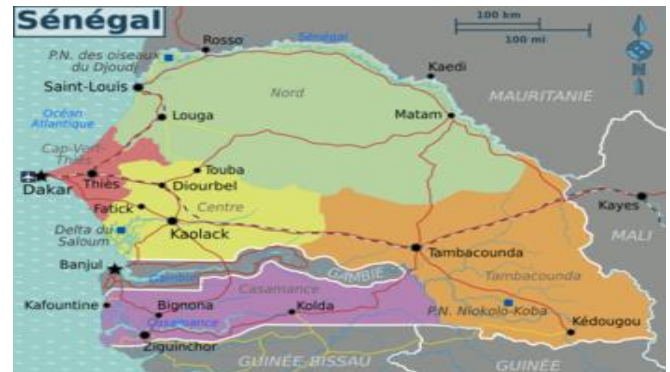 Sénégal
100 km
100 mi
Rosso
P.N. des oiseaux
du Djoudj
Sénégal
Kaedi
Saint-Louis
Nord
MAURITANIE
Océan
Atlantique
Louga
Matam
Cap-Vert-
Thiès
Touba
Dakar
Thiès
Diourbel
Fatick
Centre
Kayes
Delta du
Saloum
Kaolack
MALI
Tambacounda
Banjul
Gambie
GAMBIE
Tambacounda
Casamance
Kafountine
Bignona
Kolda
P.N. Niokolo-Koba
Casamance
Kédougou
Ziguinchor
GUINÉE-BISSAU
GUINÉE
N